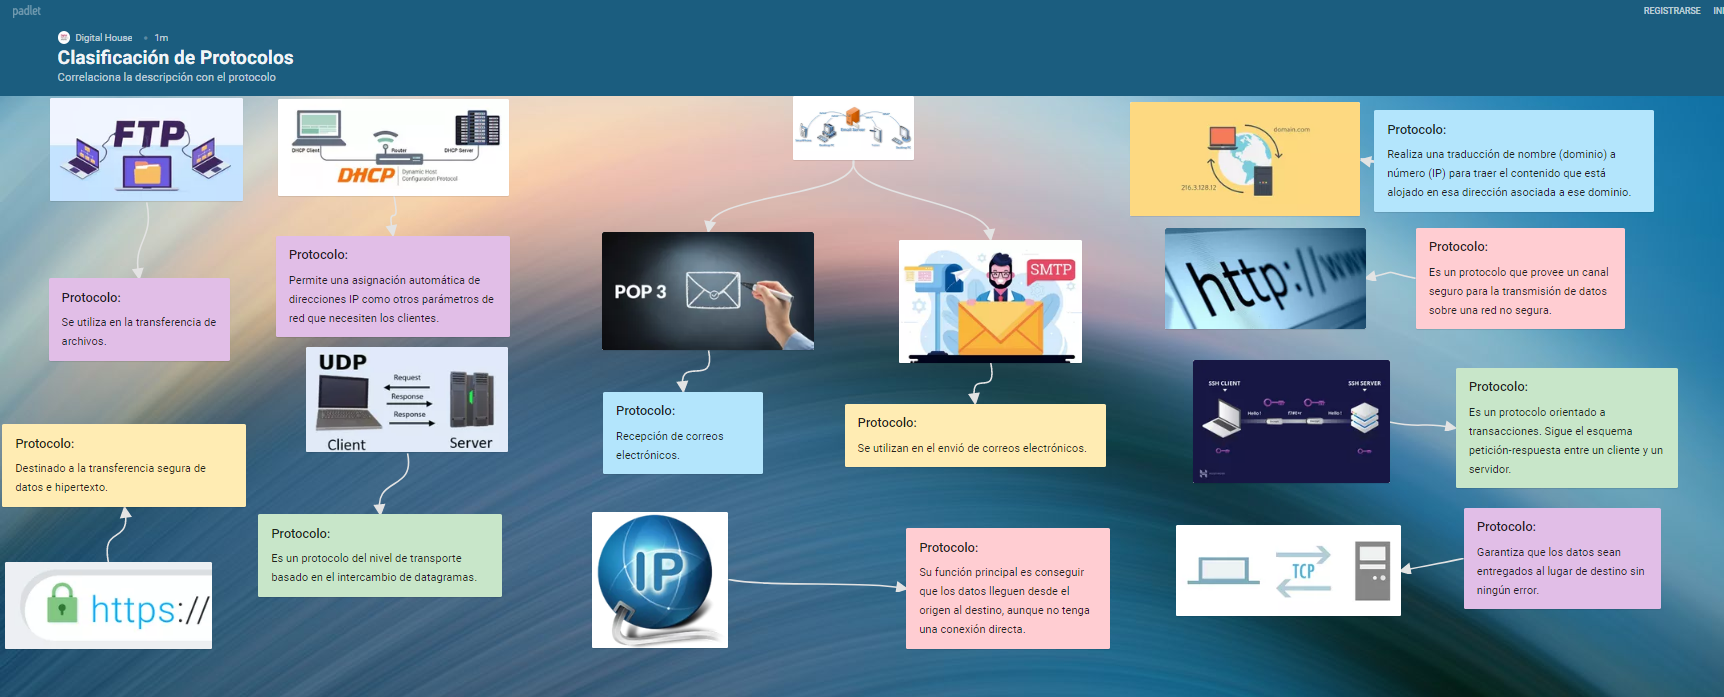 padlet
REGISTRARSE
INI
Digital House • 1m
Clasificación de Protocolos
Correlaciona la descripción con el protocolo
FTP
Protocolo:
Se utiliza en la transferencia de
archivos.
DHCP Client
Router
DHCP Server
DHCP
Dynamic Host
Configuration Protocol
Protocolo:
Permite una asignación automática de
direcciones IP como otros parámetros de
red que necesiten los clientes.
UDP
Request
Response
Response
Client
Server
Protocolo:
Es un protocolo del nivel de transporte
basado en el intercambio de datagramas.
Protocolo:
Destinado a la transferencia segura de
datos e hipertexto.
https://
Email Server
POP 3
Protocolo:
Recepción de correos
electrónicos.
SMTP
Protocolo:
Se utilizan en el envió de correos electrónicos.
IP
Protocolo:
Su función principal es conseguir
que los datos lleguen desde el
origen al destino, aunque no tenga
una conexión directa.
domain.com
216.3.128.12
Protocolo:
Realiza una traducción de nombre (dominio) a
número (IP) para traer el contenido que está
alojado en esa dirección asociada a ese dominio.
http://www
Protocolo:
Es un protocolo que provee un canal
seguro para la transmisión de datos
sobre una red no segura.
SSH CLIENT
SSH SERVER
Hello !
Hello !
Protocolo:
Es un protocolo orientado a
transacciones. Sigue el esquema
petición-respuesta entre un cliente y un
servidor.
TCP
Protocolo:
Garantiza que los datos sean
entregados al lugar de destino sin
ningún error.